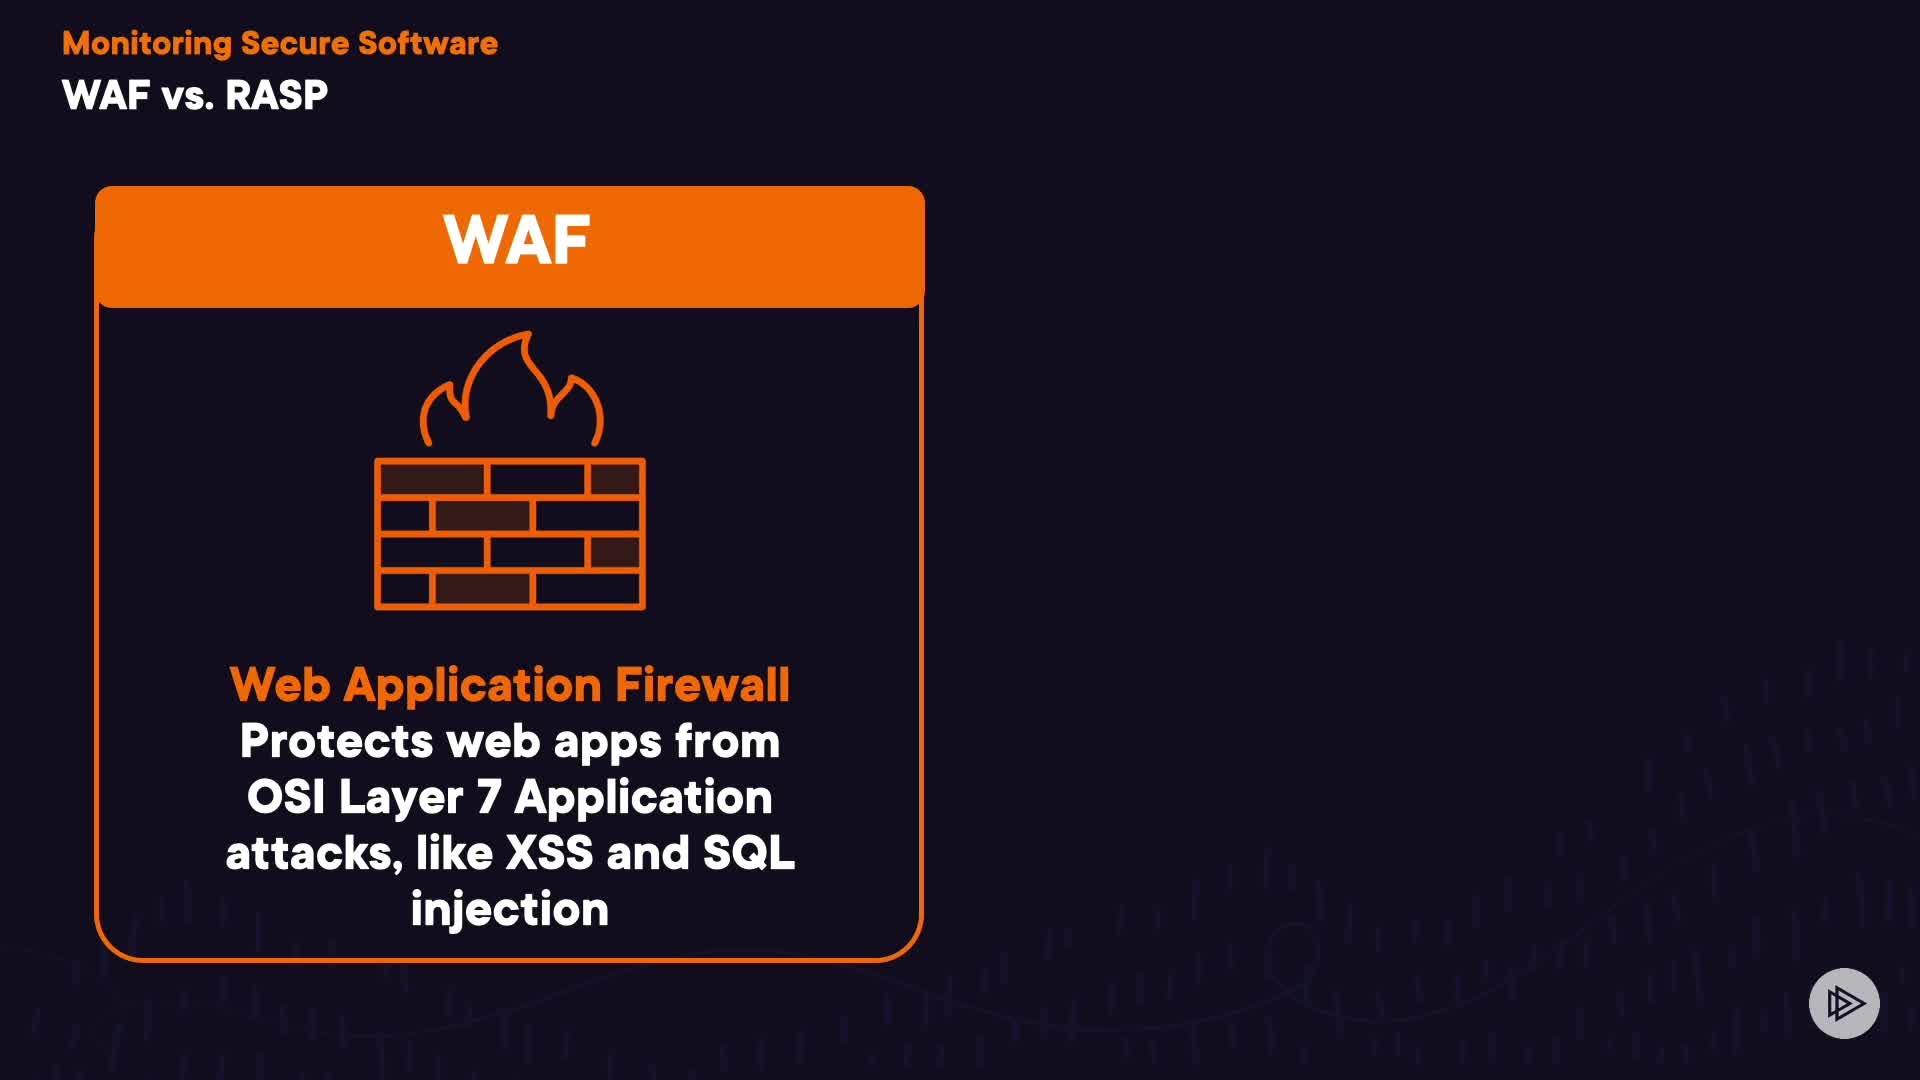 Monitoring Secure Software
WAF vs. RASP
WAF
Web Application Firewall
Protects web apps from
OSI Layer 7 Application
attacks, like XSS and SQL
injection